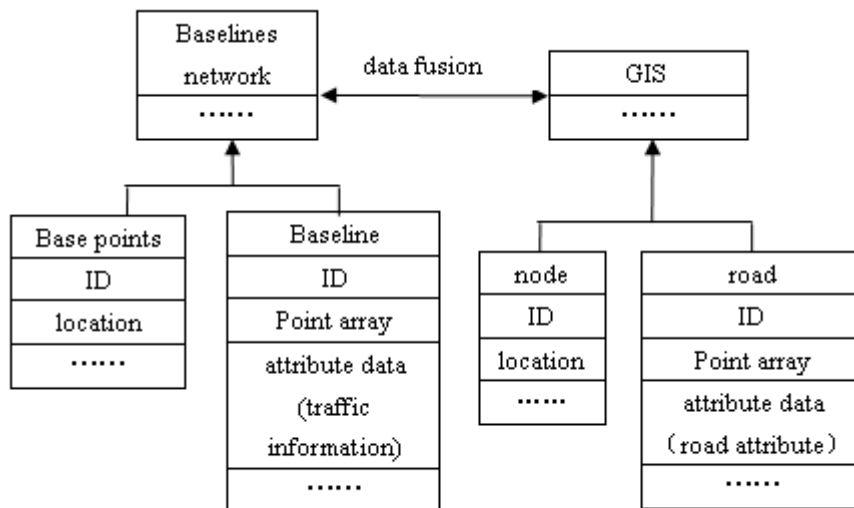 Baselines
network
……
data fusion
GIS
……
Base points
ID
location
……
Baseline
ID
Point array
attribute data
(traffic
information)
……
node
ID
location
……
road
ID
Point array
attribute data
(road attribute)
……